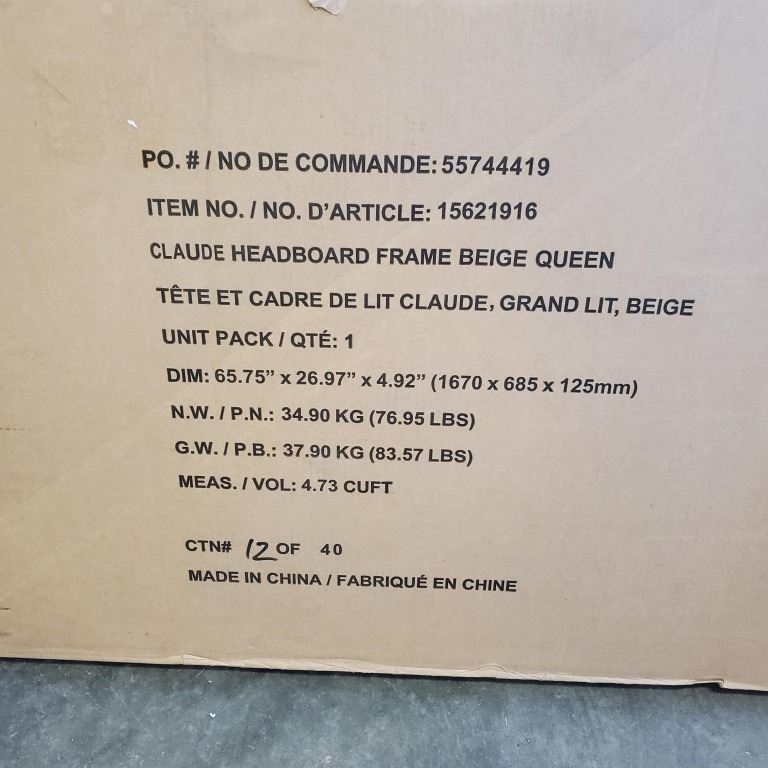 PO. # / NO DE COMMANDE: 55744419
ITEM NO. / NO. D’ARTICLE: 15621916
CLAUDE HEADBOARD FRAME BEIGE QUEEN
TÊTE ET CADRE DE LIT CLAUDE, GRAND LIT, BEIGE
UNIT PACK / QTÉ: 1
DIM: 65.75” x 26.97” x 4.92” (1670 x 685 x 125mm)
N.W. / P.N.: 34.90 KG (76.95 LBS)
G.W. / P.B.: 37.90 KG (83.57 LBS)
MEAS. / VOL: 4.73 CUFT
CTN# 12 OF 40
MADE IN CHINA / FABRIQUÉ EN CHINE